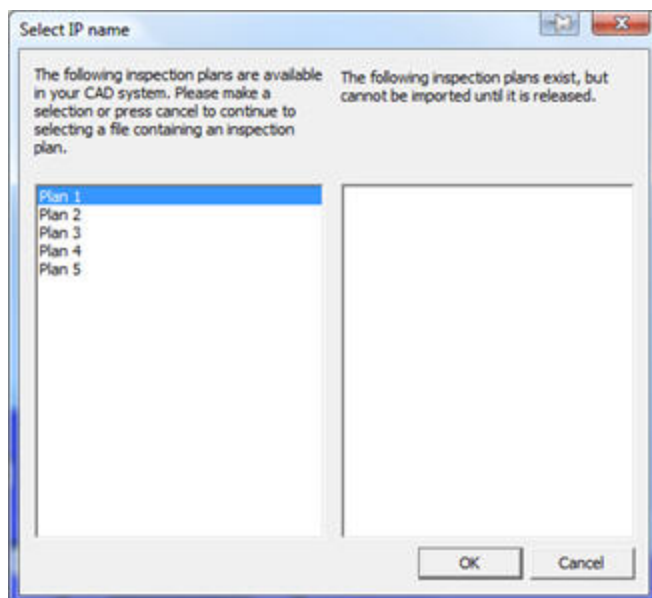 Select IP name
The following inspection plans are available
in your CAD system. Please make a
selection or press cancel to continue to
selecting a file containing an inspection
plan.
The following inspection plans exist, but
cannot be imported until it is released.
Plan 1
Plan 2
Plan 3
Plan 4
Plan 5
OK
Cancel